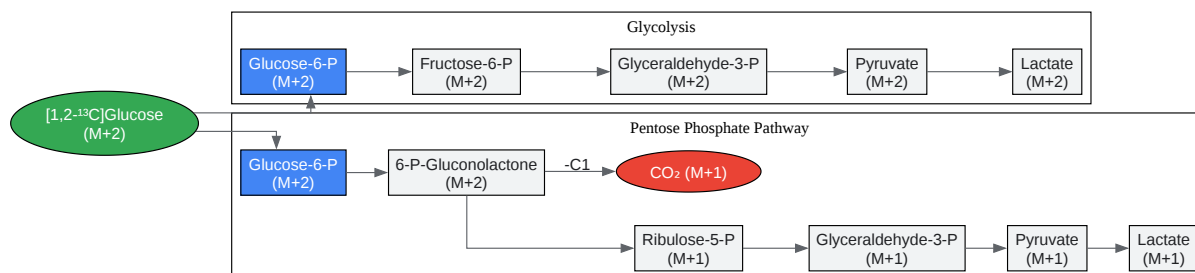 Glycolysis
Glucose-6-P
(M+2)
Fructose-6-P
(M+2)
Glyceraldehyde-3-P
(M+2)
Pyruvate
(M+2)
Lactate
(M+2)
[1,2-¹³C]Glucose
(M+2)
Pentose Phosphate Pathway
Glucose-6-P
(M+2)
6-P-Gluconolactone
(M+2)
-C1
CO₂ (M+1)
Ribulose-5-P
(M+1)
Glyceraldehyde-3-P
(M+1)
Pyruvate
(M+1)
Lactate
(M+1)